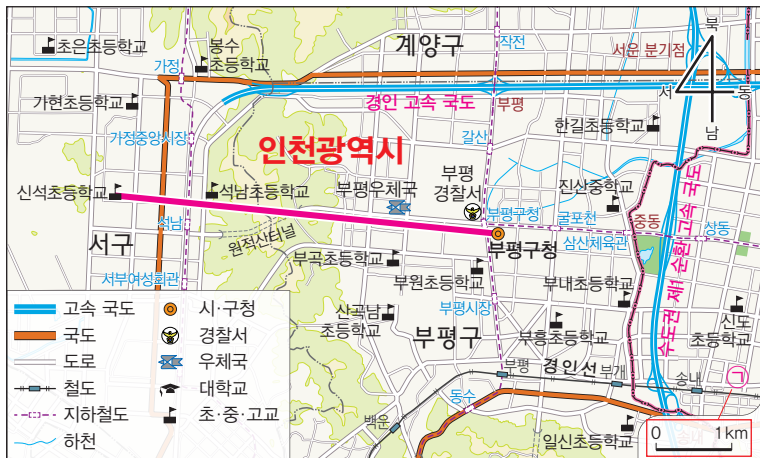 초은초등학교
봉수
초등학교
계양구
작전
서운 분기점
북
서
동
남
가정
가현초등학교
경인 고속 국도
부평
한길초등학교
가정중앙시장
인천광역시
갈산
신석초등학교
석남초등학교
부평우체국
부평
경찰서
진산중학교
부평구청
굴포천
중동
석남
원적산터널
부평구청
삼산체육관
상동
서구
서부여성회관
부곡초등학교
부원초등학교
부내초등학교
수도권 제1 순환 고속 국도
산곡남
초등학교
부평시장
부평구
부흥초등학교
신도
초등학교
부평
경인선
부개
송내
㉠
백운
동수
일신초등학교
송내
0 1km
고속 국도
국도
도로
철도
지하철도
하천
시·구청
경찰서
우체국
대학교
초·중·고교